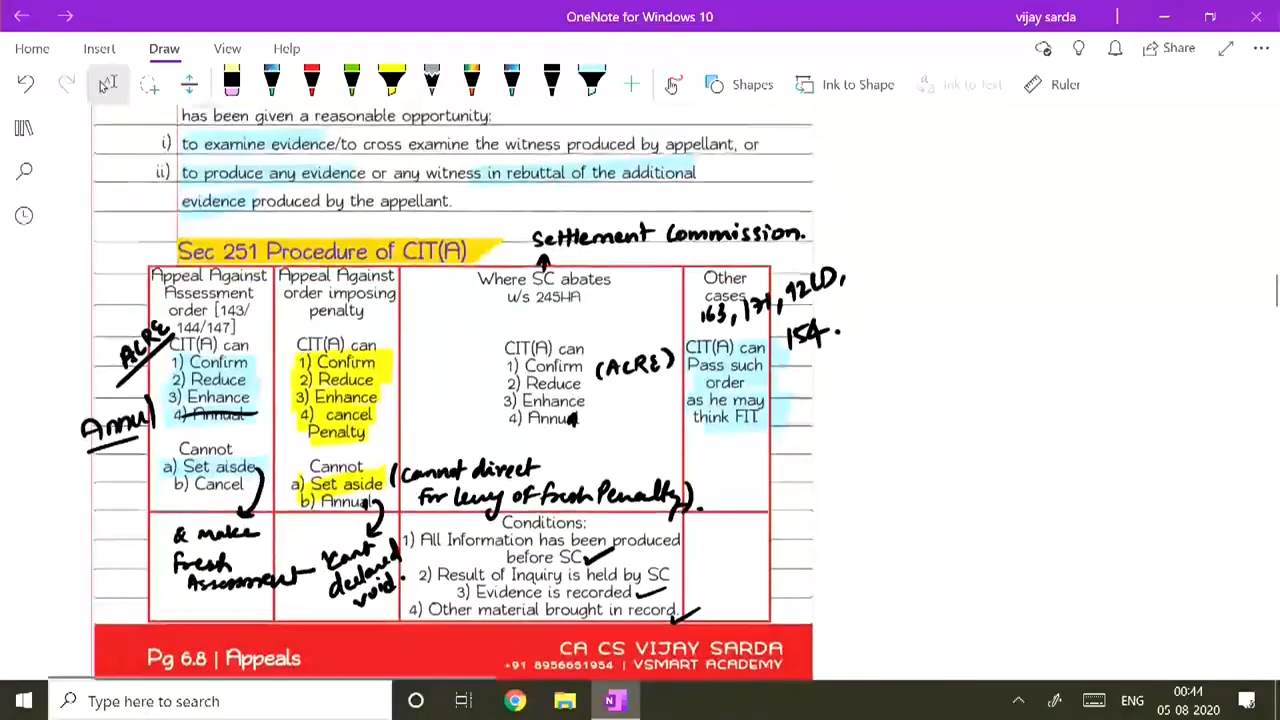 OneNote for Windows 10
vijay sarda
Home Insert Draw View Help
Share
Shapes
Ink to Shape
Ink to Text
Ruler
has been given a reasonable opportunity:
i) to examine evidence/to cross examine the witness produced by appellant, or
ii) to produce any evidence or any witness in rebuttal of the additional
evidence produced by the appellant.
Settlement Commission.
Sec 251 Procedure of CIT(A)
Appeal Against
Assessment
order [143/
144/147]
ACRE
CIT(A) can
1) Confirm
2) Reduce
3) Enhance
4) Annual
Annul
Cannot
a) Set aisde
b) Cancel
& make
Fresh
Assessment
Appeal Against
order imposing
penalty
CIT(A) can
1) Confirm
2) Reduce
3) Enhance
4) cancel
Penalty
Cannot
a) Set aside
b) Annual
(Cannot direct
For levy of fresh Penalty).
declared
void.
Where SC abates
u/s 245HA
CIT(A) can
1) Confirm
2) Reduce
3) Enhance
4) Annu
(ACRE)
Conditions:
1) All Information has been produced
before SC
2) Result of Inquiry is held by SC
3) Evidence is recorded
4) Other material brought in record.
Other
cases
163, 171, 92CD,
154.
CIT(A) can
Pass such
order
as he may
think FIT
Pg 6.8 | Appeals
CA CS VIJAY SARDA
+91 8956651954 | VSMART ACADEMY
Type here to search
ENG
00:44
05-08-2020
3